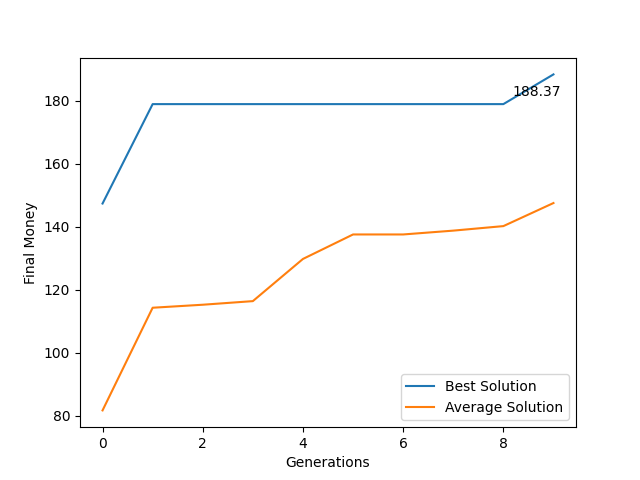 188.37
180
160
140
120
100
80
Final Money
0 2 4 6 8
Generations
Best Solution
Average Solution